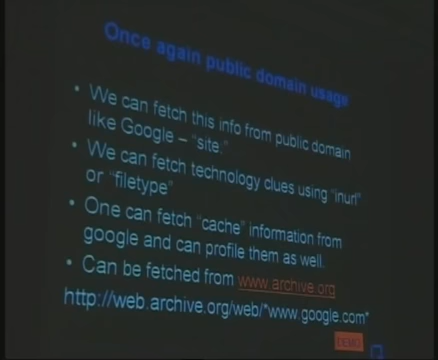 Once again public domain usage
• We can fetch this info from public domain
like Google – "site."
• We can fetch technology clues using "inurl"
or "filetype"
• One can fetch "cache" information from
google and can profile them as well.
• Can be fetched from www.archive.org
http://web.archive.org/web/*www.google.com*
DEMO